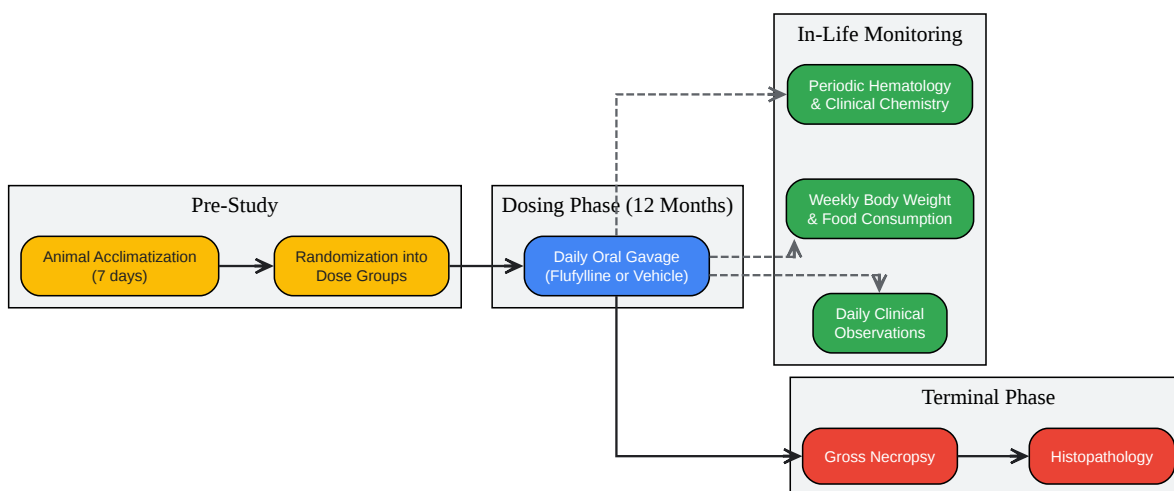 Pre-Study
Animal Acclimatization
(7 days)
Randomization into
Dose Groups
Dosing Phase (12 Months)
Daily Oral Gavage
(Flufylline or Vehicle)
In-Life Monitoring
Periodic Hematology
& Clinical Chemistry
Weekly Body Weight
& Food Consumption
Daily Clinical
Observations
Terminal Phase
Gross Necropsy
Histopathology